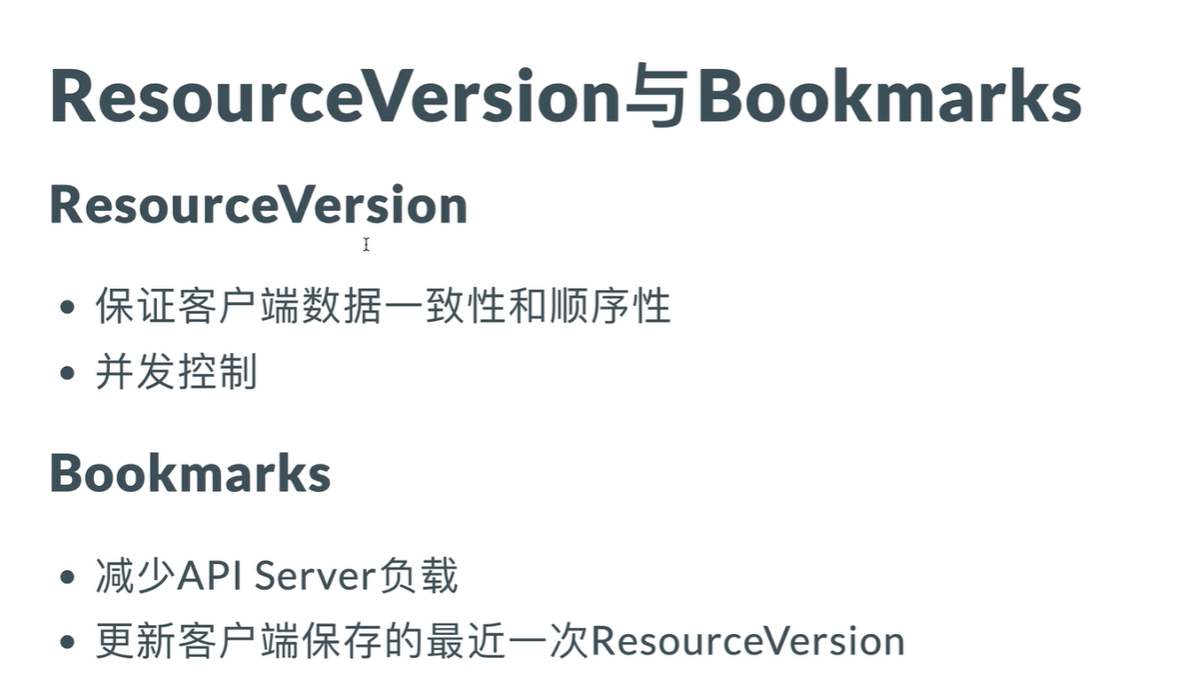 ResourceVersion与Bookmarks
ResourceVersion
保证客户端数据一致性和顺序性
并发控制
Bookmarks
减少API Server负载
更新客户端保存的最近一次ResourceVersion